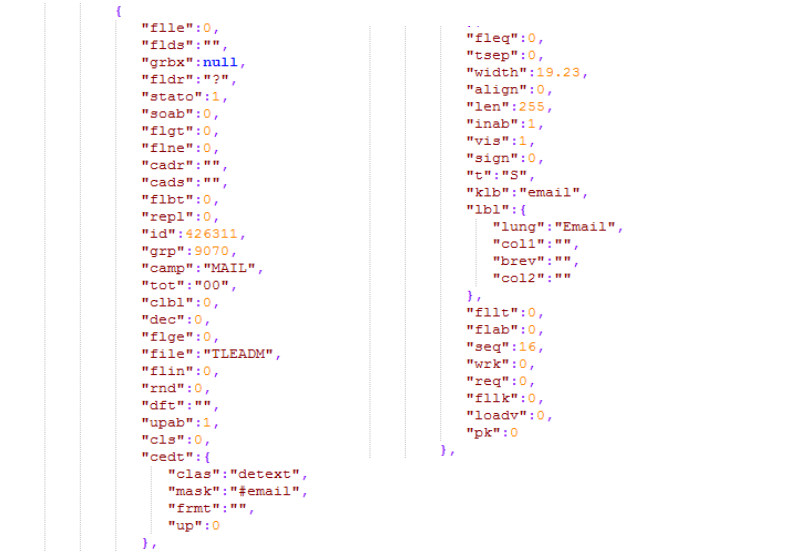 {
"flle":0,
"flds":"",
"grbx":null,
"fldr":"?",
"stato":1,
"soab":0,
"flgt":0,
"flne":0,
"cadr":"",
"cads":"",
"flbt":0,
"repl":0,
"id":426311,
"grp":9070,
"camp":"MAIL",
"tot":"00",
"clbl":0,
"dec":0,
"flge":0,
"file":"TLEADM",
"flin":0,
"rnd":0,
"dft":"",
"upab":1,
"cls":0,
"cedt":{
"clas":"detext",
"mask":"#email",
"frmt":"",
"up":0
},
"fleq":0,
"tsep":0,
"width":19.23,
"align":0,
"len":255,
"inab":1,
"vis":1,
"sign":0,
"t":"S",
"klb":"email",
"lbl":{
"lung":"Email",
"col1":"",
"brev":"",
"col2":""
},
"fllt":0,
"flab":0,
"seq":16,
"wrk":0,
"req":0,
"fllk":0,
"loadv":0,
"pk":0
},